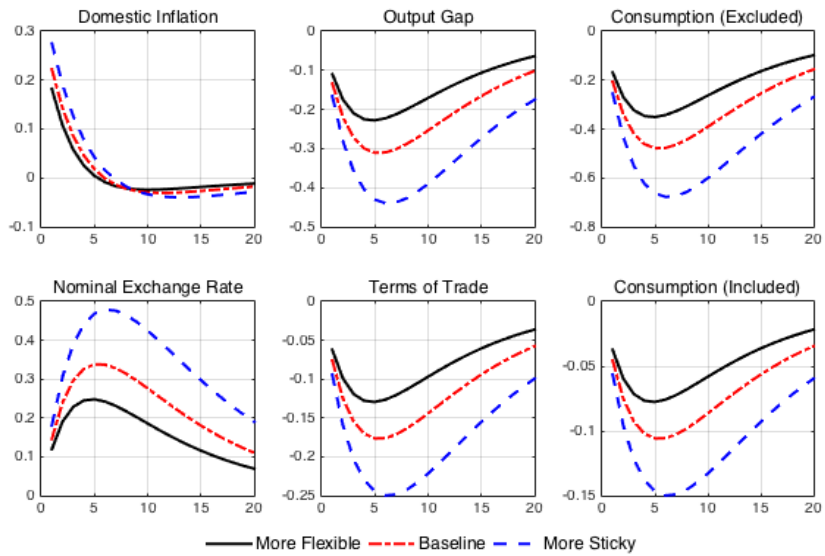 Domestic Inflation Output Gap Consumption (Excluded)
0.3 0 0
0.2 -0.1 -0.2
0.1 -0.2 -0.4
0 -0.3 -0.6
-0.1 -0.4 -0.8
-0.5
0 5 10 15 20 0 5 10 15 20 0 5 10 15 20
Nominal Exchange Rate Terms of Trade Consumption (Included)
0.5 0 0
0.4 -0.05 -0.05
0.3 -0.1 -0.1
0.2 -0.15 -0.15
0.1 -0.2
0 -0.25
0 5 10 15 20 0 5 10 15 20 0 5 10 15 20
More Flexible Baseline More Sticky